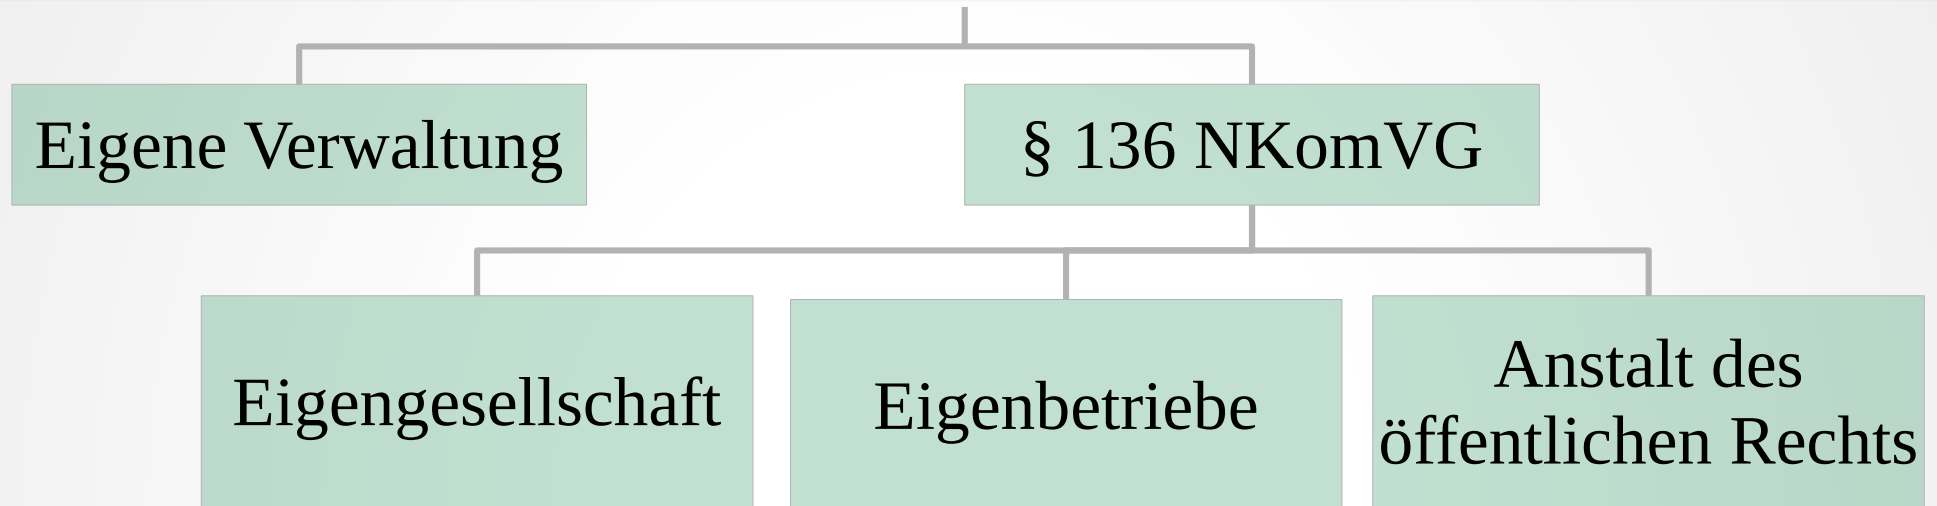 Eigene Verwaltung
§ 136 NKomVG
Eigengesellschaft
Eigenbetriebe
Anstalt des
öffentlichen Rechts